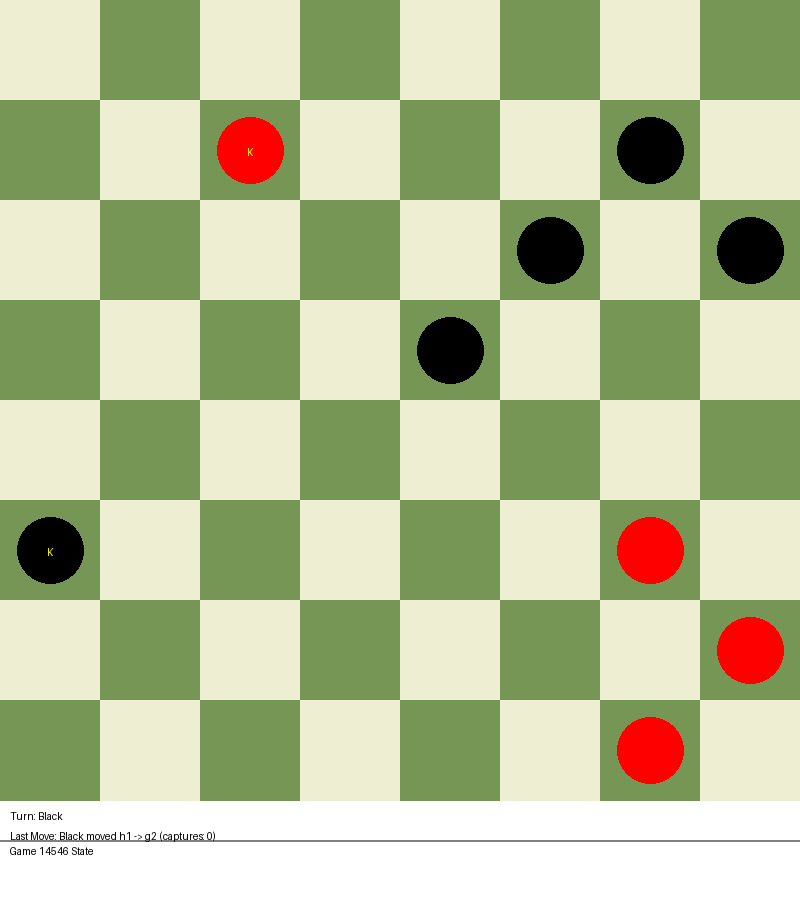 K
K
Turn: Black
Last Move: Black moved h1 -> g2 (captures: 0)
Game 14546 State